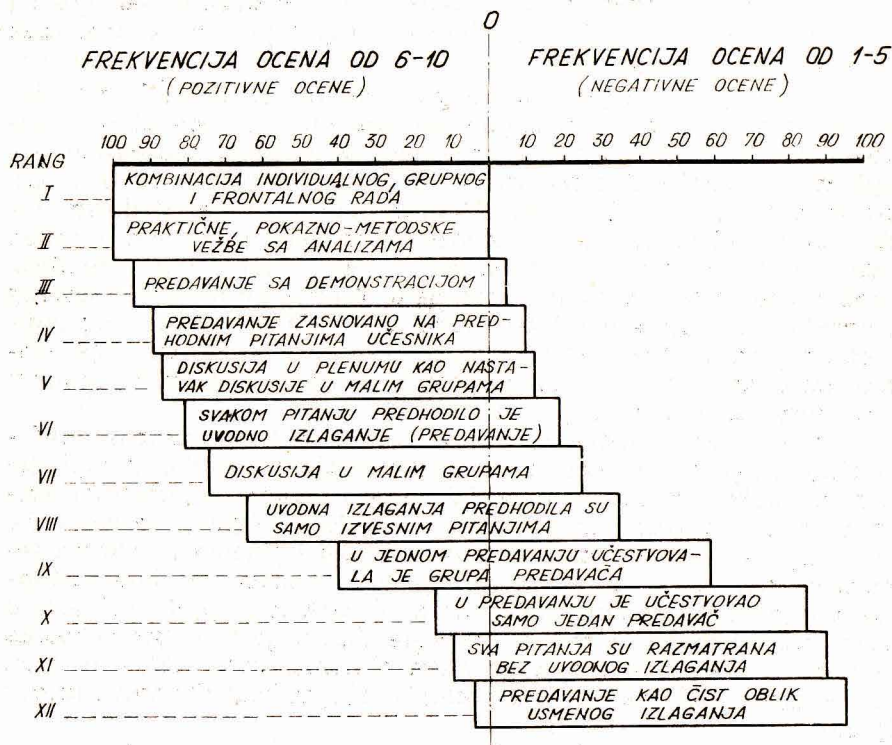 O
FREKVENCIJA OCENA OD 6-10
(POZITIVNE OCENE)
FREKVENCIJA OCENA OD 1-5
(NEGATIVNE OCENE)
100 90 80 70 60 50 40 30 20 10 10 20 30 40 50 60 70 80 90 100
RANG
I
KOMBINACIJA INDIVIDUALNOG, GRUPNOG
I FRONTALNOG RADA
II
PRAKTIČNE, POKAZNO-METODSKE
VEŽBE SA ANALIZAMA
III
PREDAVANJE SA DEMONSTRACIJOM
IV
PREDAVANJE ZASNOVANO NA PRED-
HODNIM PITANJIMA UČESNIKA
V
DISKUSIJA U PLENUMU KAO NASTA-
VAK DISKUSIJE U MALIM GRUPAMA
VI
SVAKOM PITANJU PREDHODILO JE
UVODNO IZLAGANJE (PREDAVANJE)
VII
DISKUSIJA U MALIM GRUPAMA
VIII
UVODNA IZLAGANJA PREDHODILA SU
SAMO IZVESNIM PITANJIMA
IX
U JEDNOM PREDAVANJU UČESTVOVA-
LA JE GRUPA PREDAVAČA
X
U PREDAVANJU JE UČESTVOVAO
SAMO JEDAN PREDAVAČ
XI
SVA PITANJA SU RAZMATRANA
BEZ UVODNOG IZLAGANJA
XII
PREDAVANJE KAO ČIST OBLIK
USMENOG IZLAGANJA